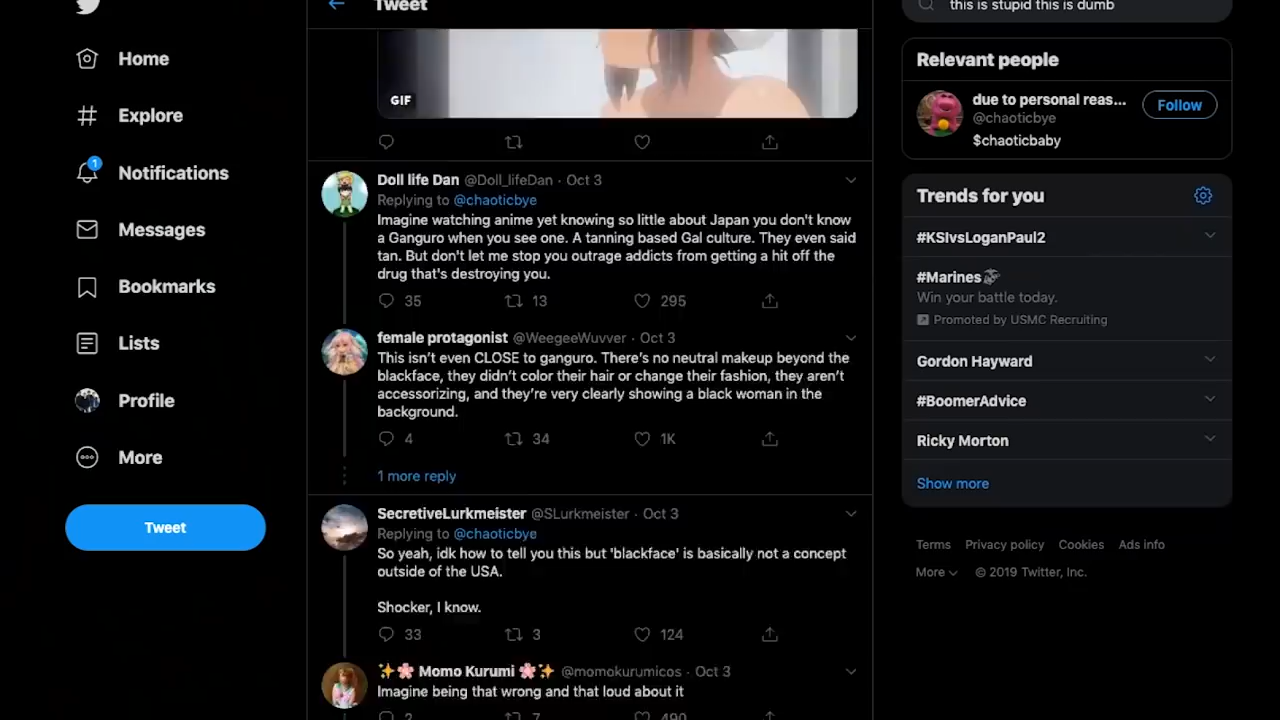 Home
Explore
1
Notifications
Messages
Bookmarks
Lists
Profile
More
Tweet
Tweet
GIF
Doll life Dan @Doll_lifeDan · Oct 3
Replying to @chaoticbye
Imagine watching anime yet knowing so little about Japan you don't know
a Ganguro when you see one. A tanning based Gal culture. They even said
tan. But don't let me stop you outrage addicts from getting a hit off the
drug that's destroying you.
35 13 295
female protagonist @WeegeeWuvver · Oct 3
This isn't even CLOSE to ganguro. There's no neutral makeup beyond the
blackface, they didn't color their hair or change their fashion, they aren't
accessorizing, and they're very clearly showing a black woman in the
background.
4 34 1K
1 more reply
SecretiveLurkmeister @SLurkmeister · Oct 3
Replying to @chaoticbye
So yeah, idk how to tell you this but 'blackface' is basically not a concept
outside of the USA.
Shocker, I know.
33 3 124
✨🌸 Momo Kurumi 🌸✨ @momokurumicos · Oct 3
Imagine being that wrong and that loud about it
2 7 490
this is stupid this is dumb
Relevant people
due to personal reas...
@chaoticbye
Follow
$chaoticbaby
Trends for you
#KSIvsLoganPaul2
#Marines
Win your battle today.
Promoted by USMC Recruiting
Gordon Hayward
#BoomerAdvice
Ricky Morton
Show more
Terms Privacy policy Cookies Ads info
More © 2019 Twitter, Inc.